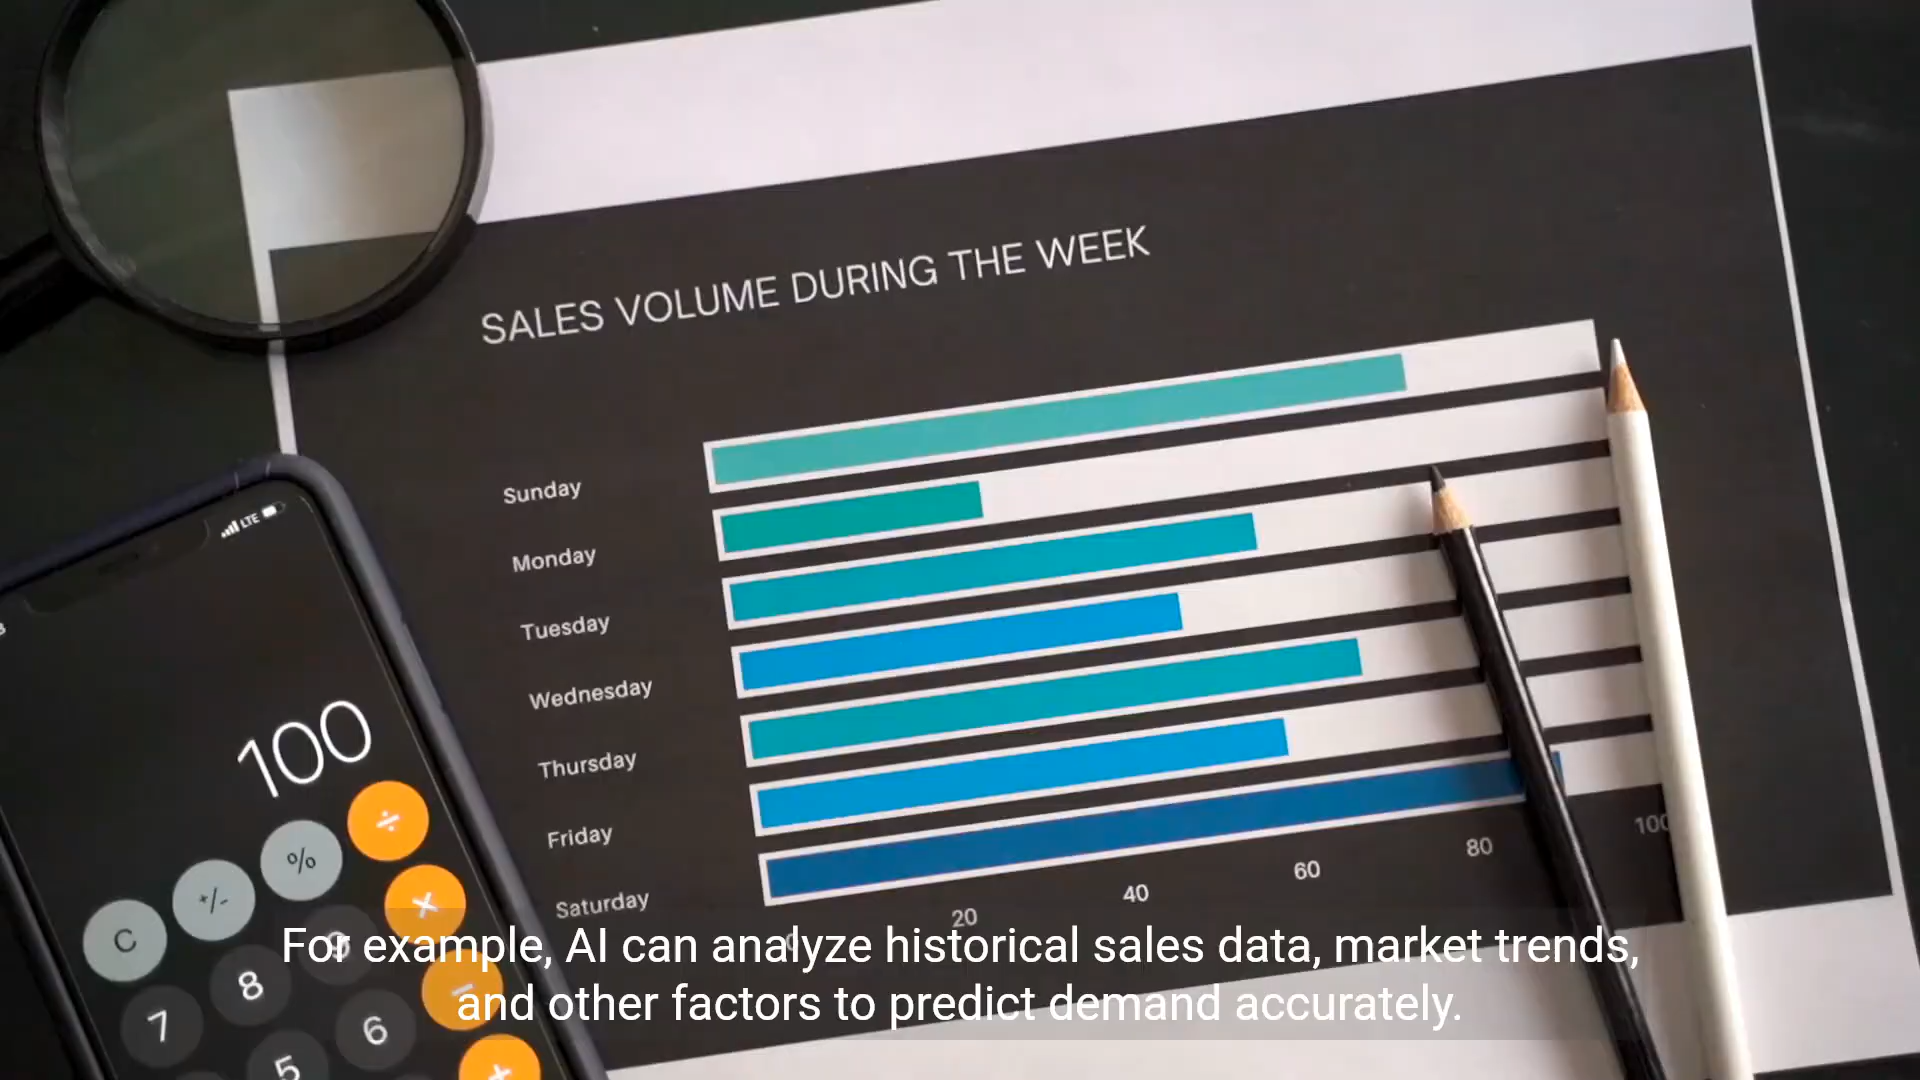 SALES VOLUME DURING THE WEEK
Sunday
Monday
Tuesday
Wednesday
Thursday
Friday
Saturday
20
40
60
80
100
LTE
100
C
+/-
%
÷
7
8
9
×
5
6
−
+
For example, AI can analyze historical sales data, market trends,
and other factors to predict demand accurately.